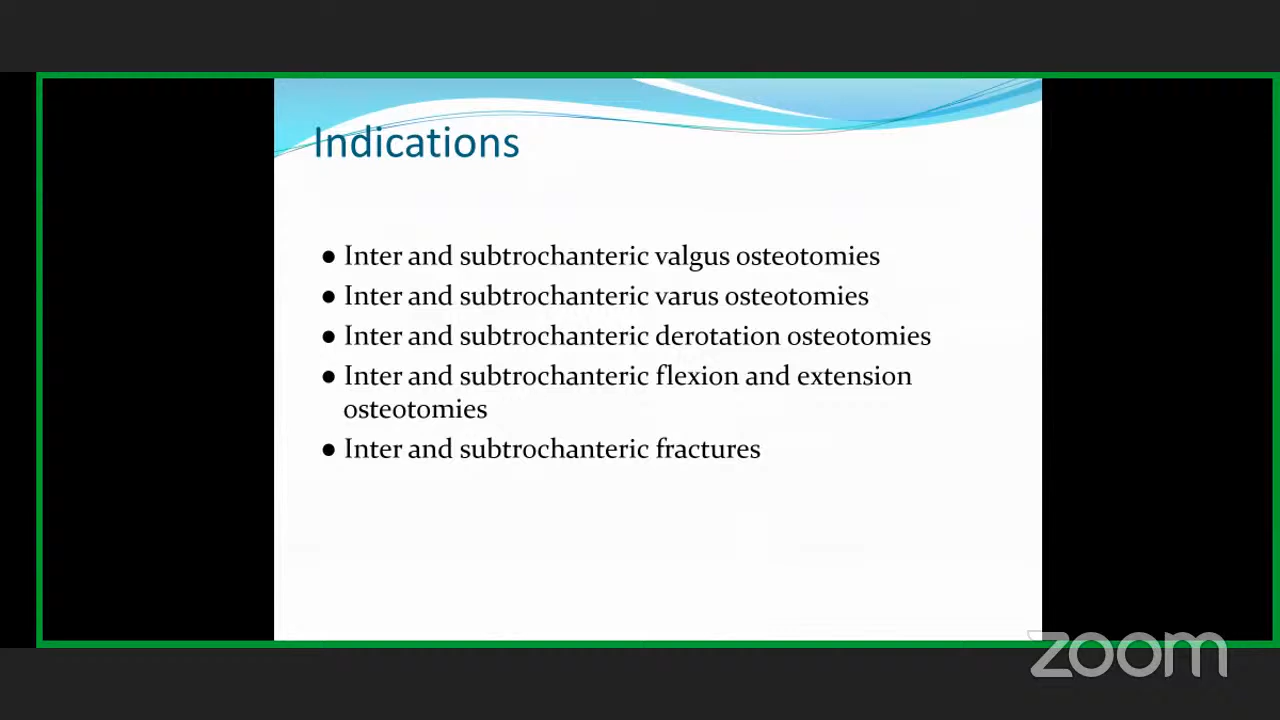 Indications
● Inter and subtrochanteric valgus osteotomies
● Inter and subtrochanteric varus osteotomies
● Inter and subtrochanteric derotation osteotomies
● Inter and subtrochanteric flexion and extension
osteotomies
● Inter and subtrochanteric fractures
zoom